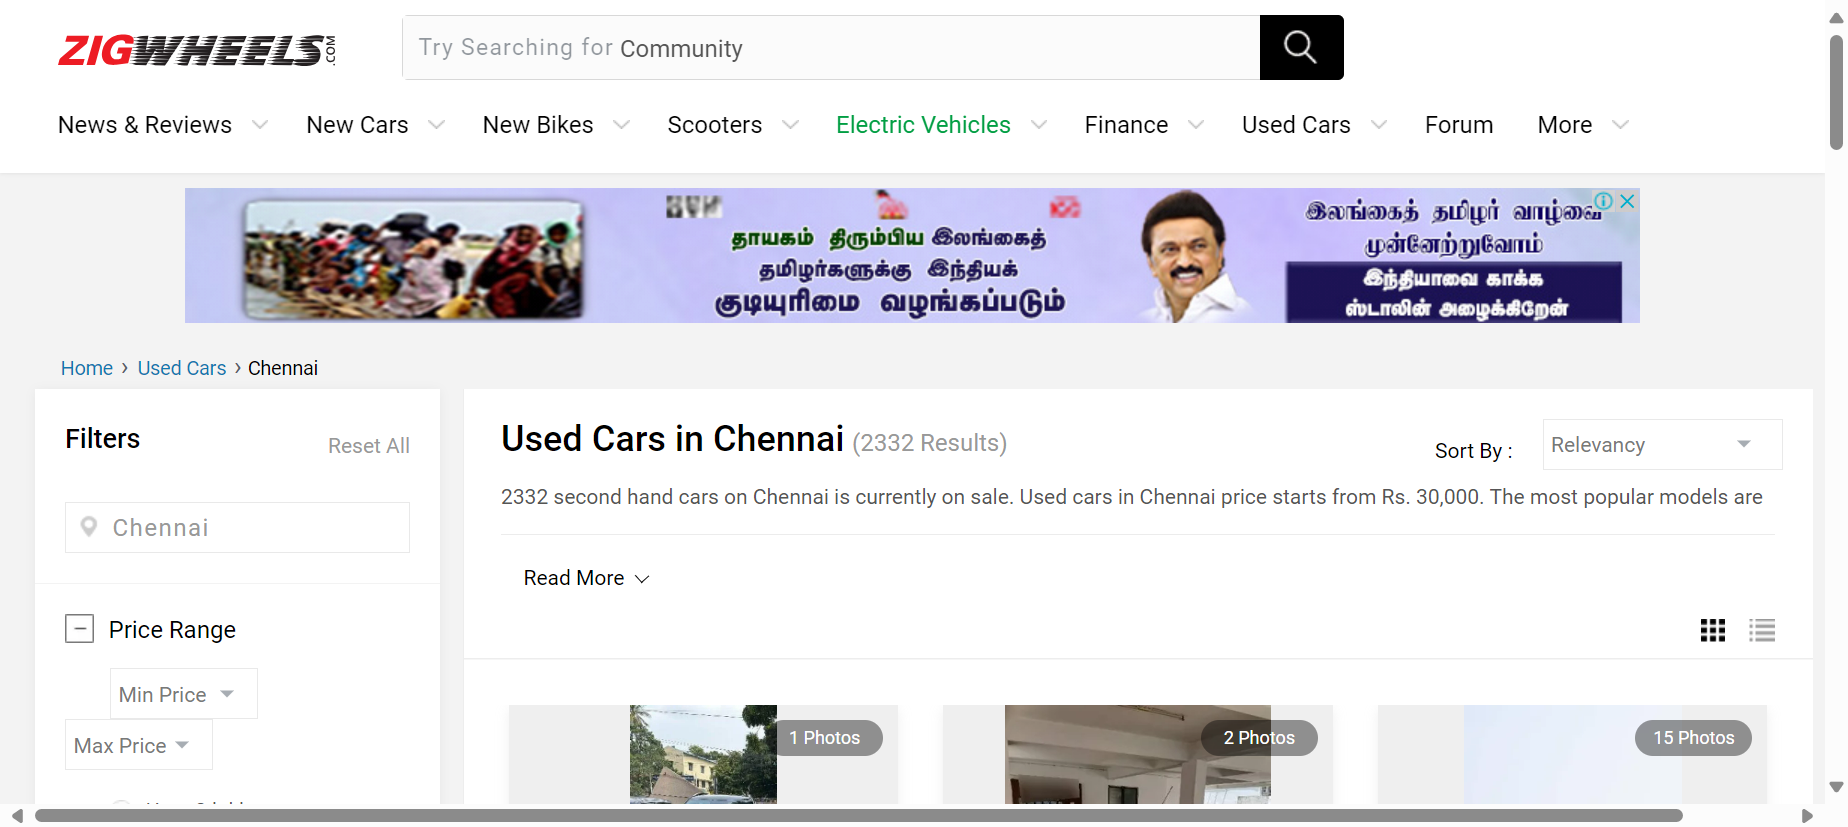 ZIGWHEELS.COM
Try Searching for Community
News & Reviews New Cars New Bikes Scooters Electric Vehicles Finance Used Cars Forum More
தாயகம் திரும்பிய இலங்கைத்
தமிழர்களுக்கு இந்தியக்
குடியுரிமை வழங்கப்படும்
இலங்கைத் தமிழர் வாழ்வை
முன்னேற்றுவோம்
இந்தியாவை காக்க
ஸ்டாலின் அழைக்கிறேன்
Home › Used Cars › Chennai
Filters
Reset All
Chennai
Price Range
Min Price
Max Price
Used Cars in Chennai (2332 Results)
Sort By : Relevancy
2332 second hand cars on Chennai is currently on sale. Used cars in Chennai price starts from Rs. 30,000. The most popular models are
Read More
1 Photos
2 Photos
15 Photos